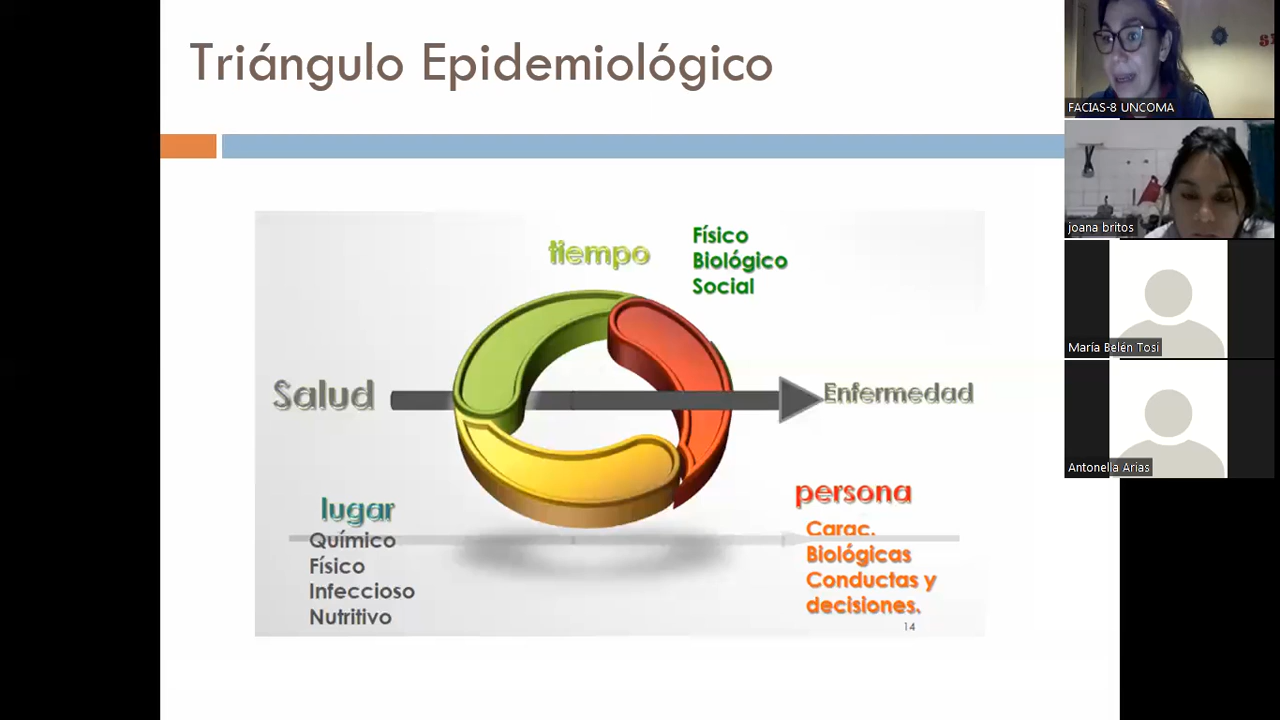 Triángulo Epidemiológico
tiempo
Físico
Biológico
Social
Salud
Enfermedad
lugar
Químico
Físico
Infeccioso
Nutritivo
persona
Carac.
Biológicas
Conductas y
decisiones.
14
FACIAS-8 UNCOMA
joana britos
María Belén Tosi
Antonella Arias